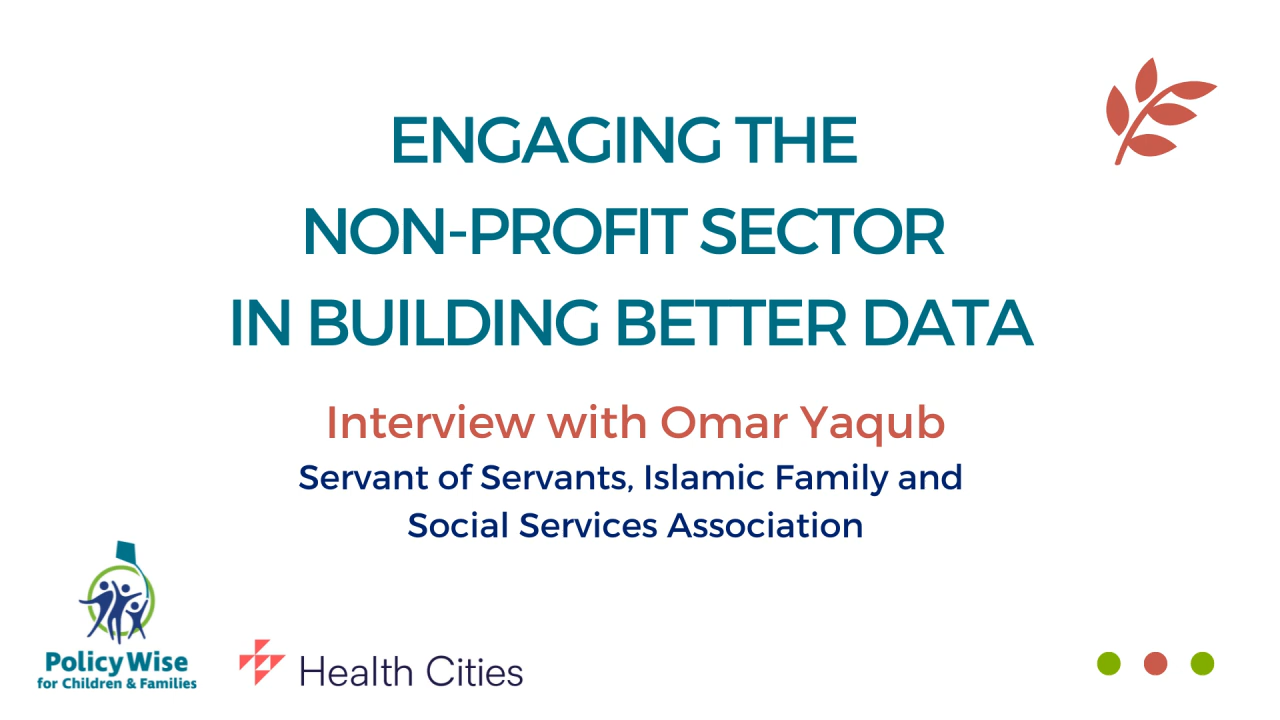 ENGAGING THE
NON-PROFIT SECTOR
IN BUILDING BETTER DATA
Interview with Omar Yaqub
Servant of Servants, Islamic Family and
Social Services Association
PolicyWise
for Children & Families
Health Cities